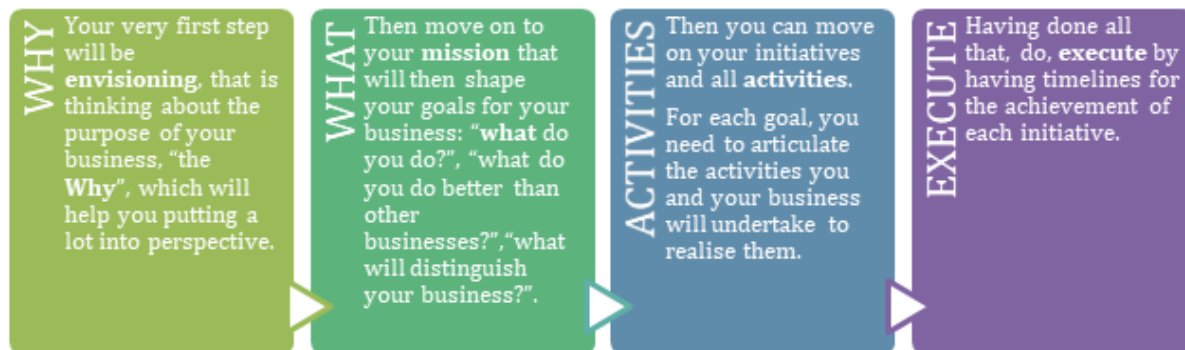 WHY
Your very first step
will be
envisioning, that is
thinking about the
purpose of your
business, “the
Why”, which will
help you putting a
lot into perspective.
WHAT
Then move on to
your mission that
will then shape
your goals for your
business: “what do
you do?”, “what do
you do better than
other
businesses?”,“what
will distinguish
your business?”.
ACTIVITIES
Then you can move
on your initiatives
and all activities.
For each goal, you
need to articulate
the activities you
and your business
will undertake to
realise them.
EXECUTE
Having done all
that, do, execute by
having timelines for
the achievement of
each initiative.